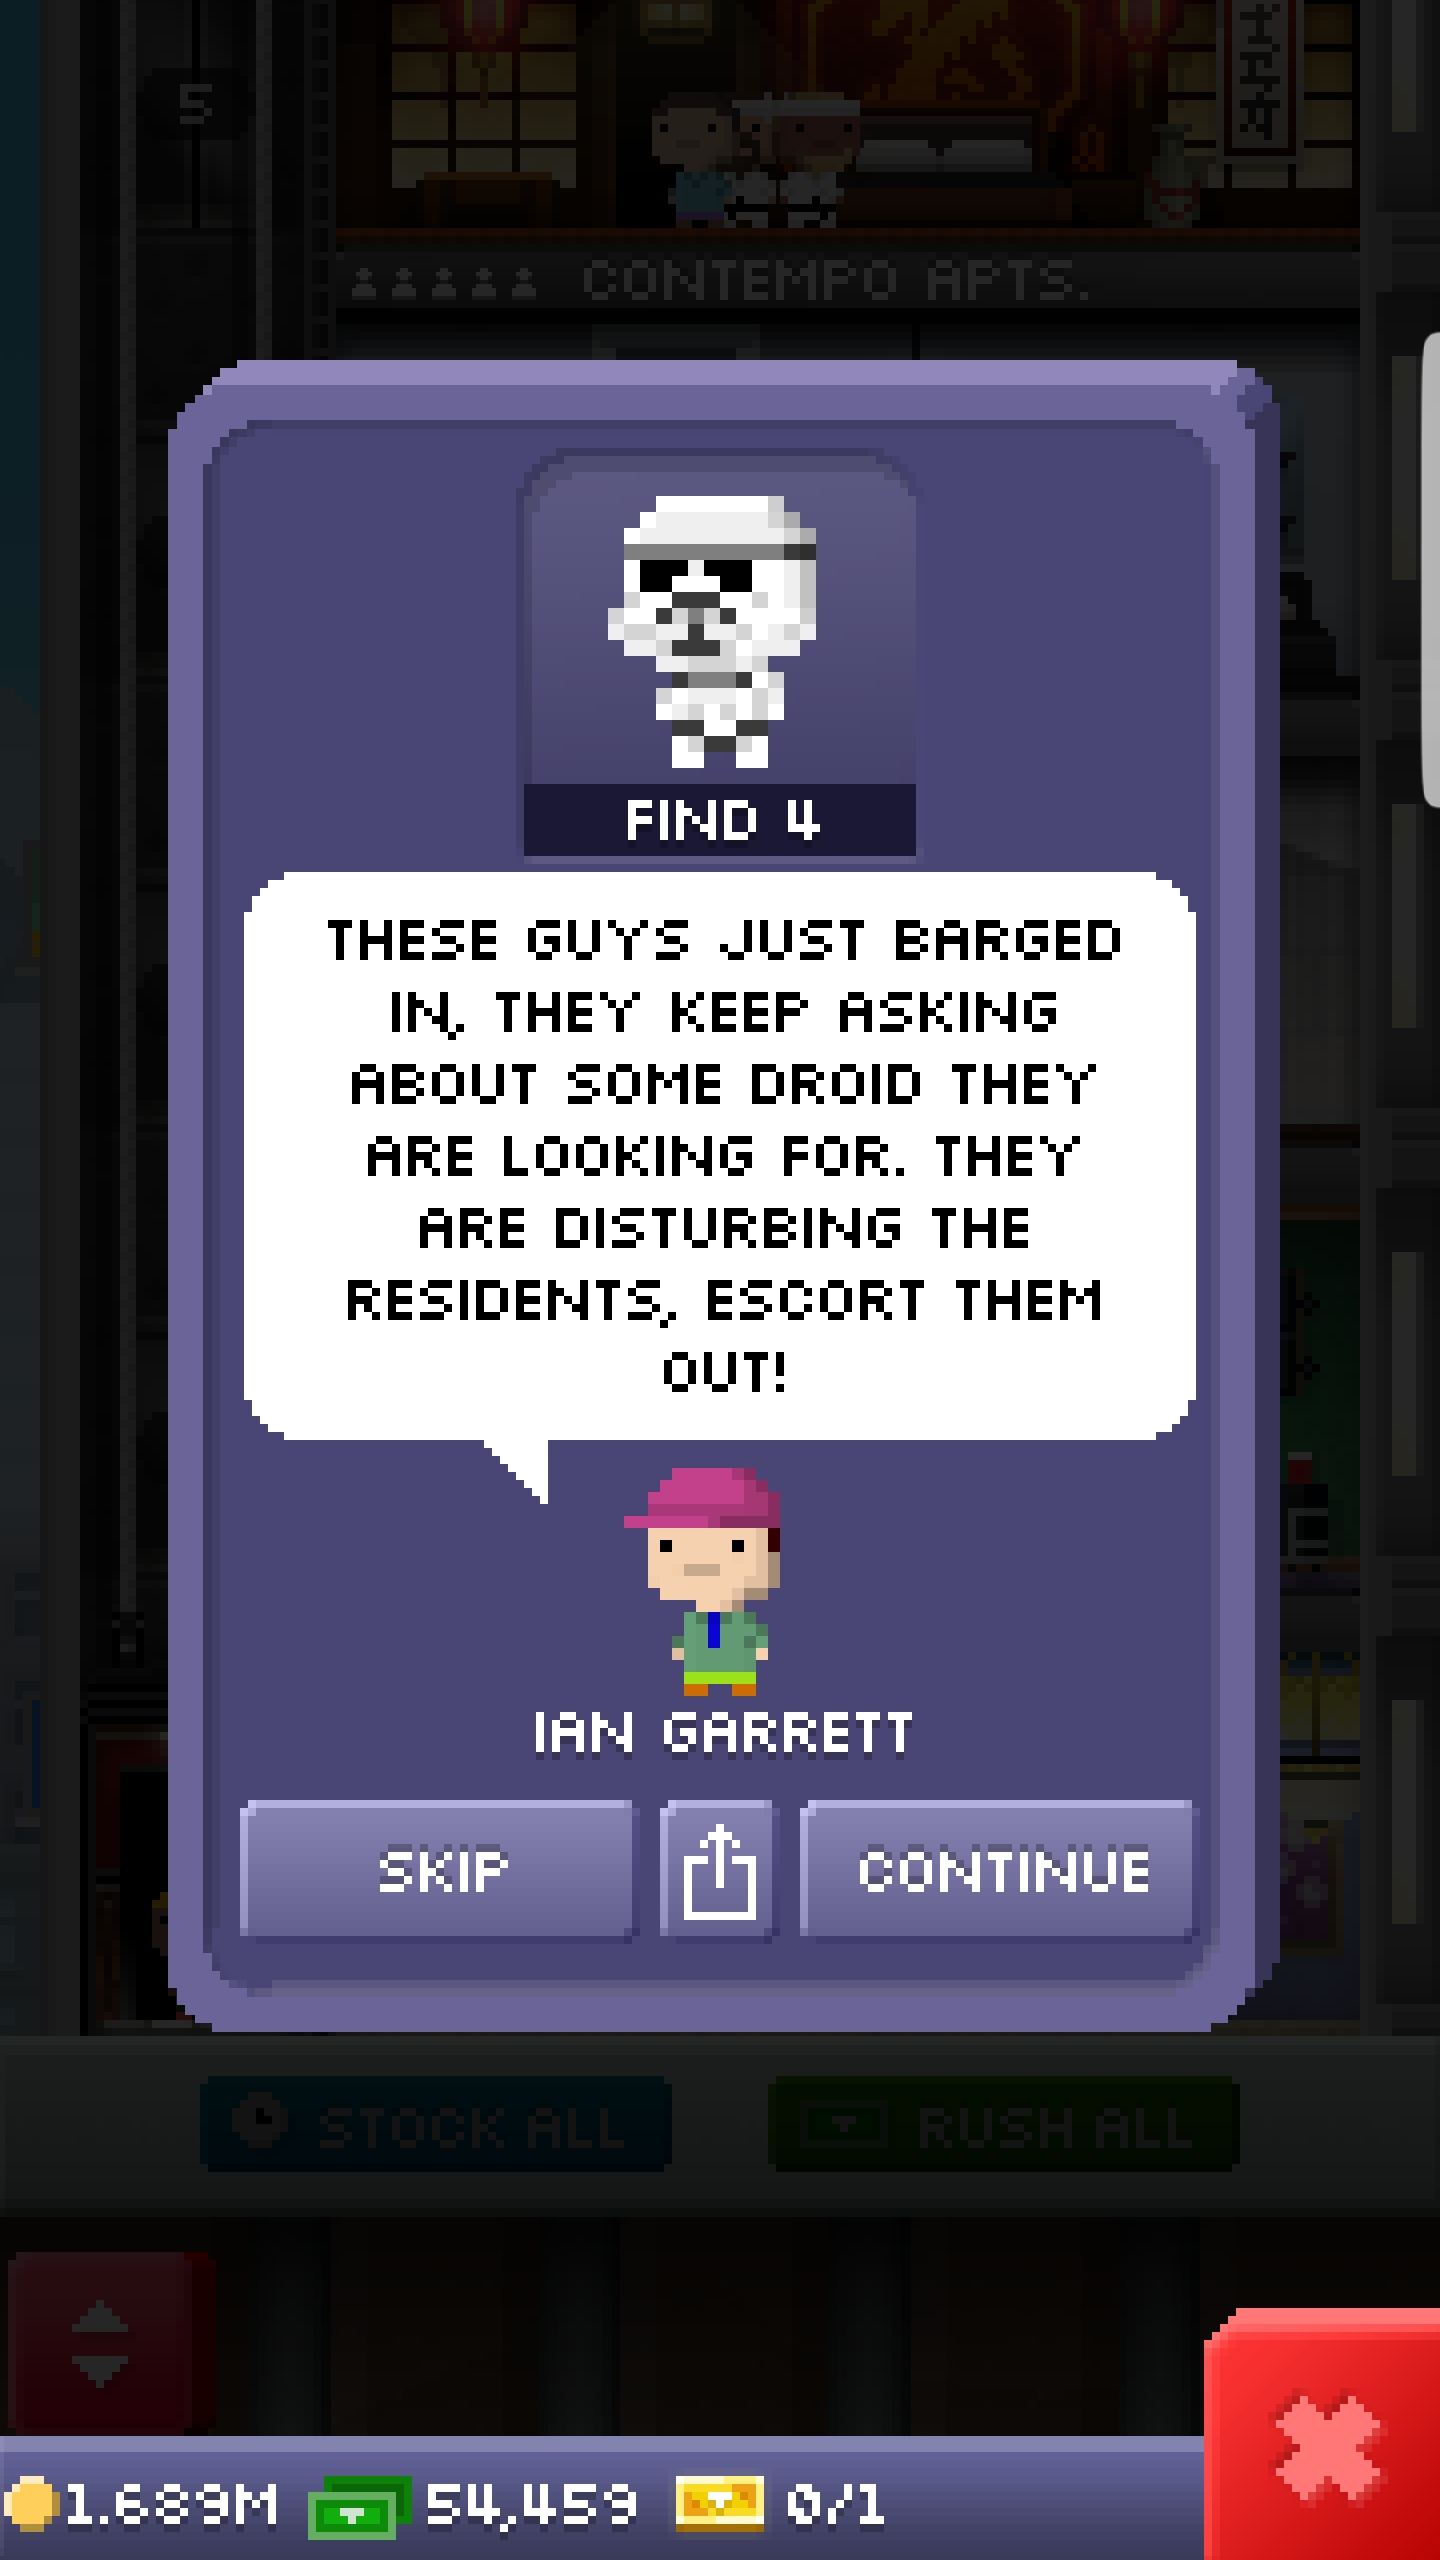 5
CONTEMPO APTS.
FIND 4
THESE GUYS JUST BARGED
IN, THEY KEEP ASKING
ABOUT SOME DROID THEY
ARE LOOKING FOR. THEY
ARE DISTURBING THE
RESIDENTS, ESCORT THEM
OUT!
IAN GARRETT
SKIP
CONTINUE
STOCK ALL
RUSH ALL
1.689M
54,459
0/1